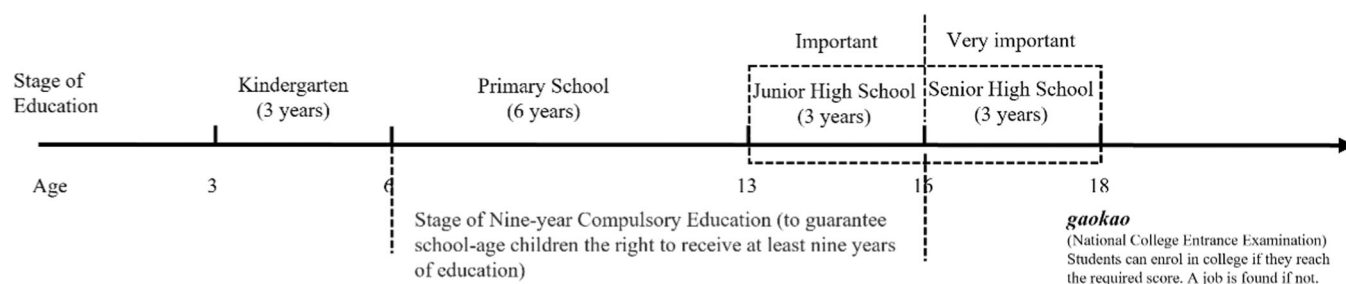 Important
Very important
Stage of
Education
Kindergarten
(3 years)
Primary School
(6 years)
Junior High School
(3 years)
Senior High School
(3 years)
Age
3
6
13
16
18
Stage of Nine-year Compulsory Education (to guarantee
school-age children the right to receive at least nine years
of education)
gaokao
(National College Entrance Examination)
Students can enrol in college if they reach
the required score. A job is found if not.